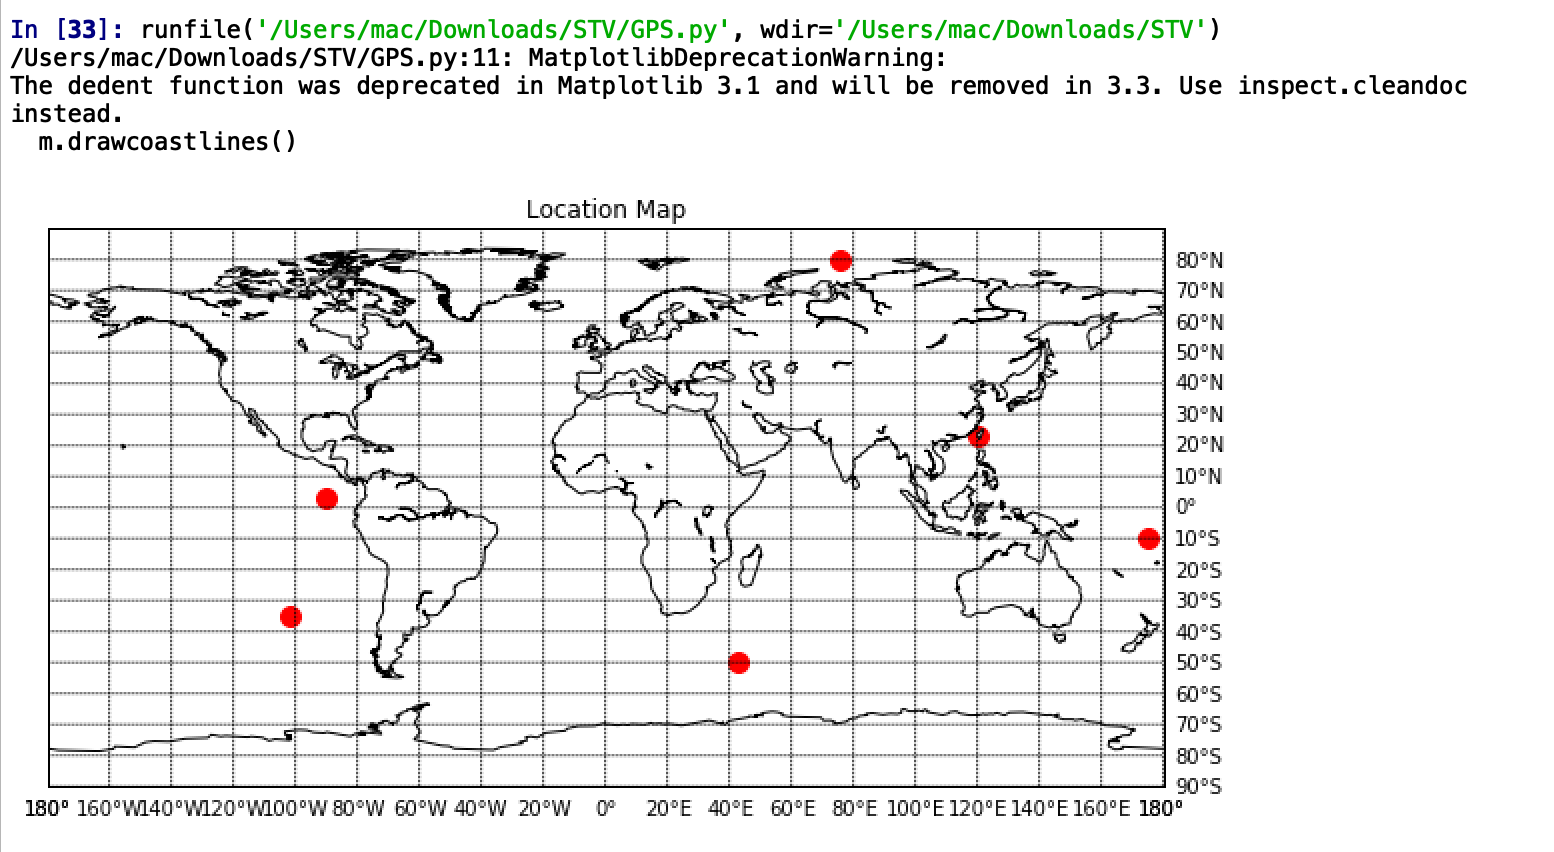 In [33]: runfile('/Users/mac/Downloads/STV/GPS.py', wdir='/Users/mac/Downloads/STV')
/Users/mac/Downloads/STV/GPS.py:11: MatplotlibDeprecationWarning:
The dedent function was deprecated in Matplotlib 3.1 and will be removed in 3.3. Use inspect.cleandoc
instead.
  m.drawcoastlines()
Location Map
80°N
70°N
60°N
50°N
40°N
30°N
20°N
10°N
0°
10°S
20°S
30°S
40°S
50°S
60°S
70°S
80°S
90°S
180° 160°W 140°W 120°W 100°W 80°W 60°W 40°W 20°W 0° 20°E 40°E 60°E 80°E 100°E 120°E 140°E 160°E 180°